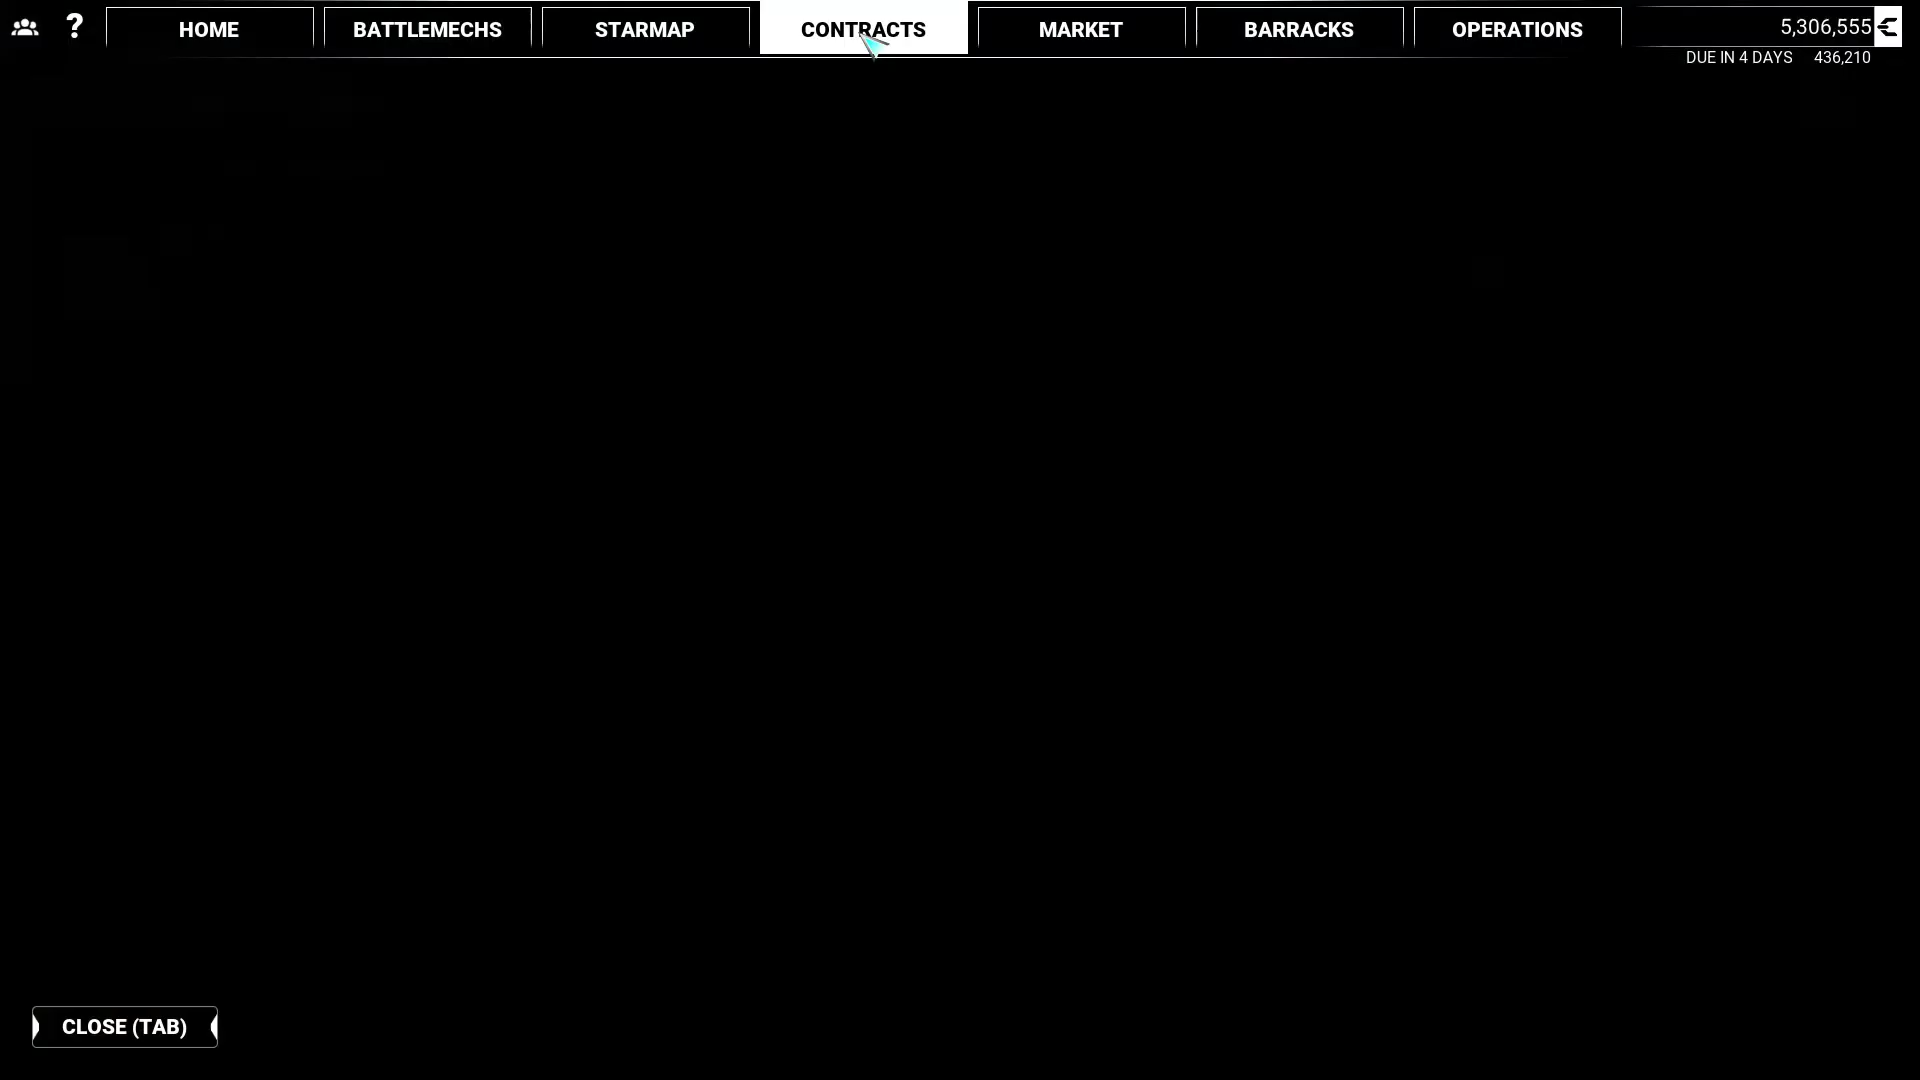 ?
HOME
BATTLEMECHS
STARMAP
CONTRACTS
MARKET
BARRACKS
OPERATIONS
5,306,555
DUE IN 4 DAYS 436,210
CLOSE (TAB)